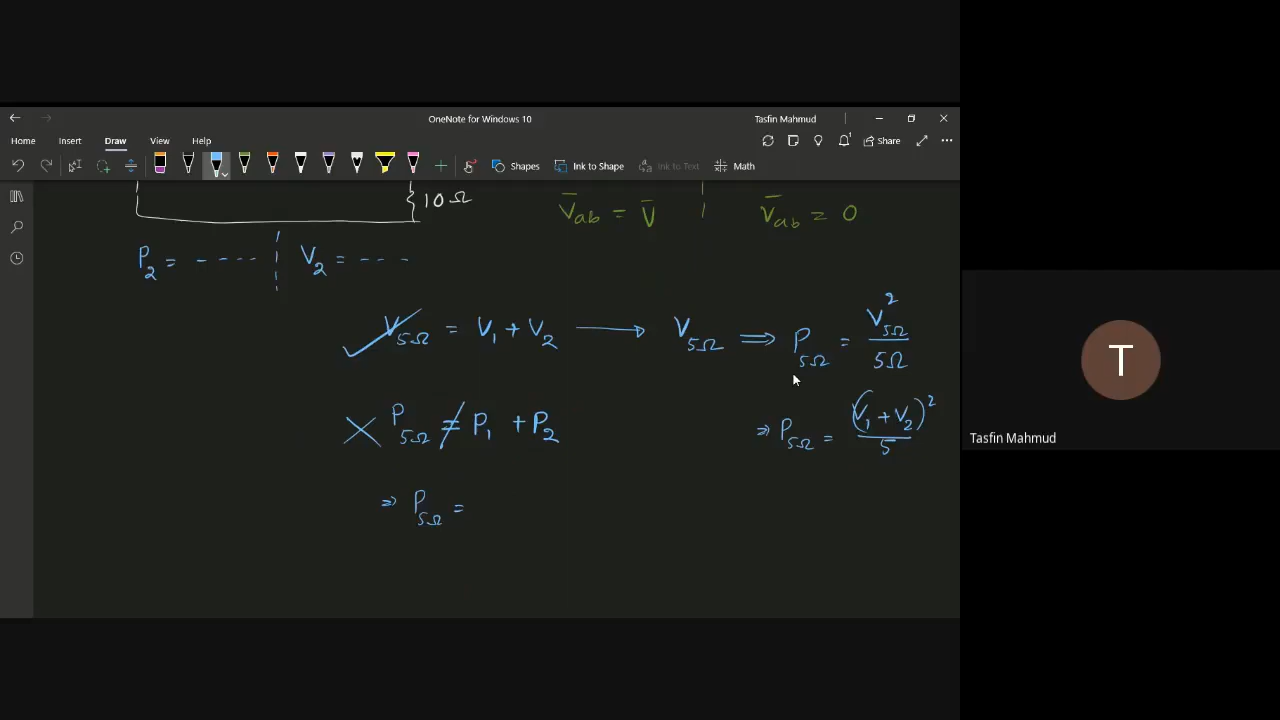 OneNote for Windows 10
Tasfin Mahmud
Home Insert Draw View Help
Share
Shapes Ink to Shape Ink to Text Math
10Ω
V̅ab = V̅
V̅ab = 0
P₂ = ---- V₂ = ---
V₅Ω = V₁ + V₂ ⟶ V₅Ω ⟹ P₅Ω = V₅Ω² / 5Ω
P₅Ω ≠ P₁ + P₂
⇒ P₅Ω = (V₁ + V₂)² / 5
⇒ P₅Ω =
T
Tasfin Mahmud